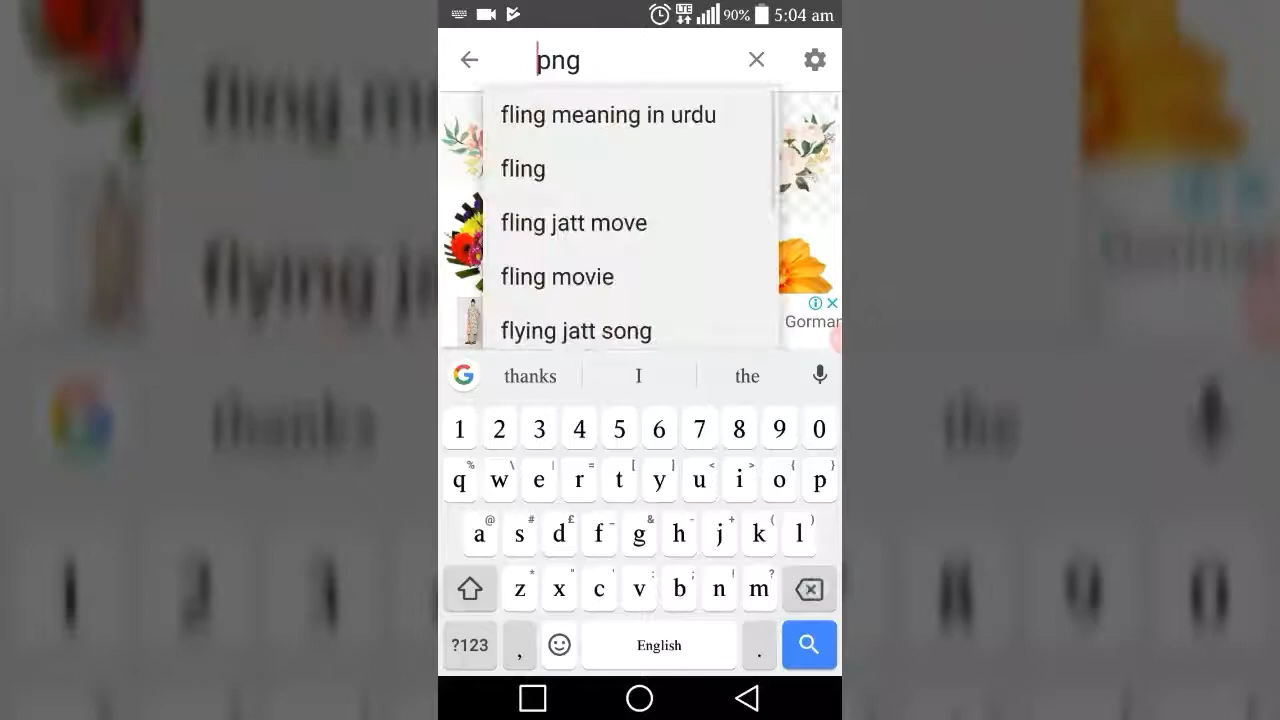 90% 5:04 am
png
fling meaning in urdu
fling
fling jatt move
fling movie
flying jatt song
Gorman
thanks I the
1 2 3 4 5 6 7 8 9 0
q w e r t y u i o p
a s d f g h j k l
z x c v b n m
?123 , English .